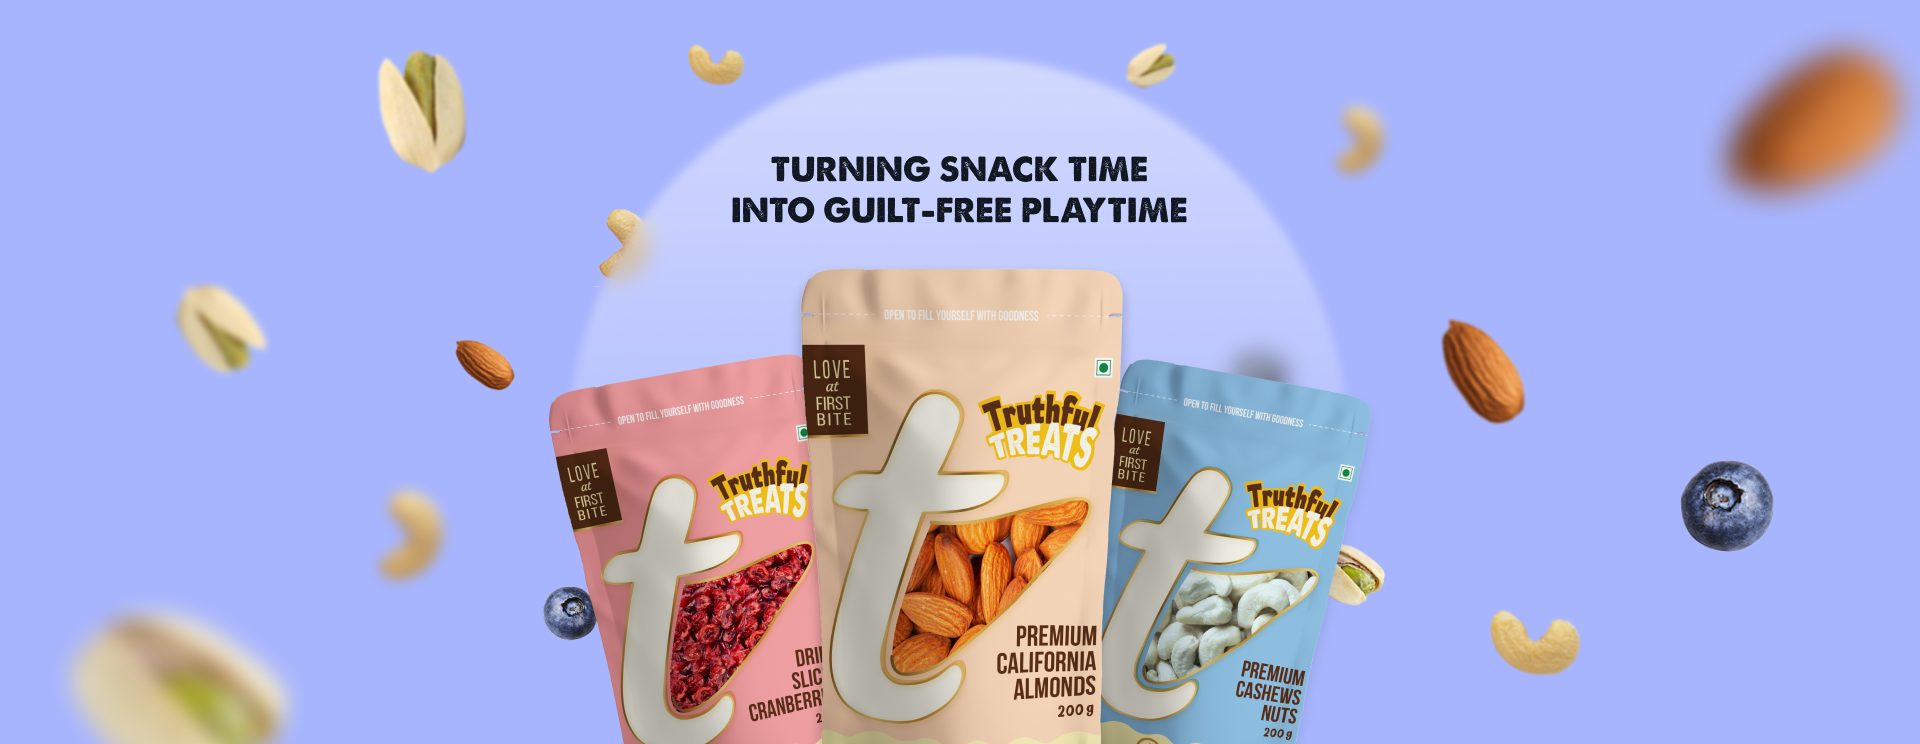 TURNING SNACK TIME
INTO GUILT-FREE PLAYTIME
OPEN TO FILL YOURSELF WITH GOODNESS
LOVE
at
FIRST
BITE
Truthful
TREATS
t
PREMIUM
CALIFORNIA
ALMONDS
200 g
OPEN TO FILL YOURSELF WITH GOODNESS
LOVE
at
FIRST
BITE
Truthful
TREATS
t
OPEN TO FILL YOURSELF WITH GOODNESS
LOVE
at
FIRST
BITE
Truthful
TREATS
t
PREMIUM
CASHEWS
NUTS
200 g